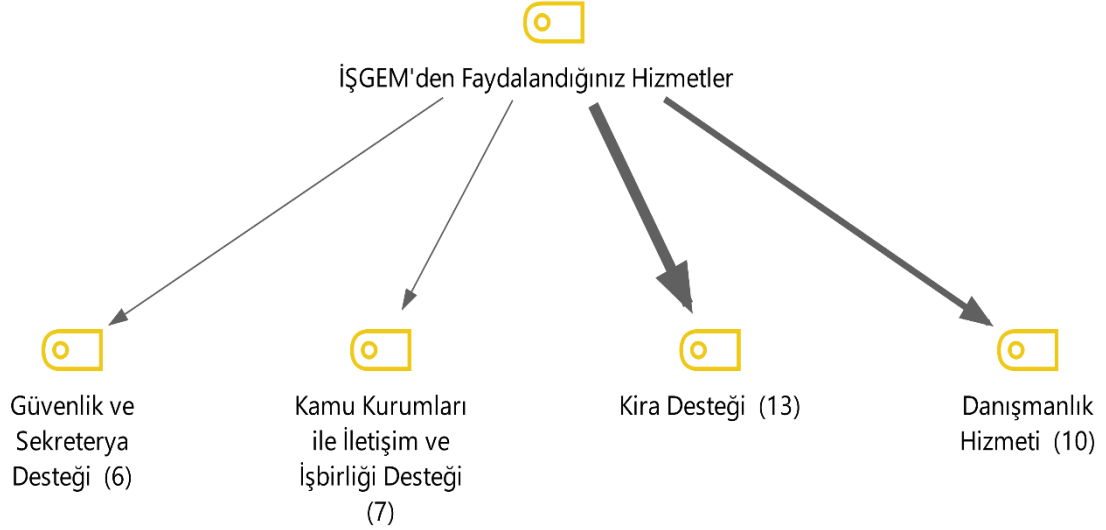 İŞGEM'den Faydalandığınız Hizmetler
Güvenlik ve
Sekreterya
Desteği (6)
Kamu Kurumları
ile İletişim ve
İşbirliği Desteği
(7)
Kira Desteği (13)
Danışmanlık
Hizmeti (10)